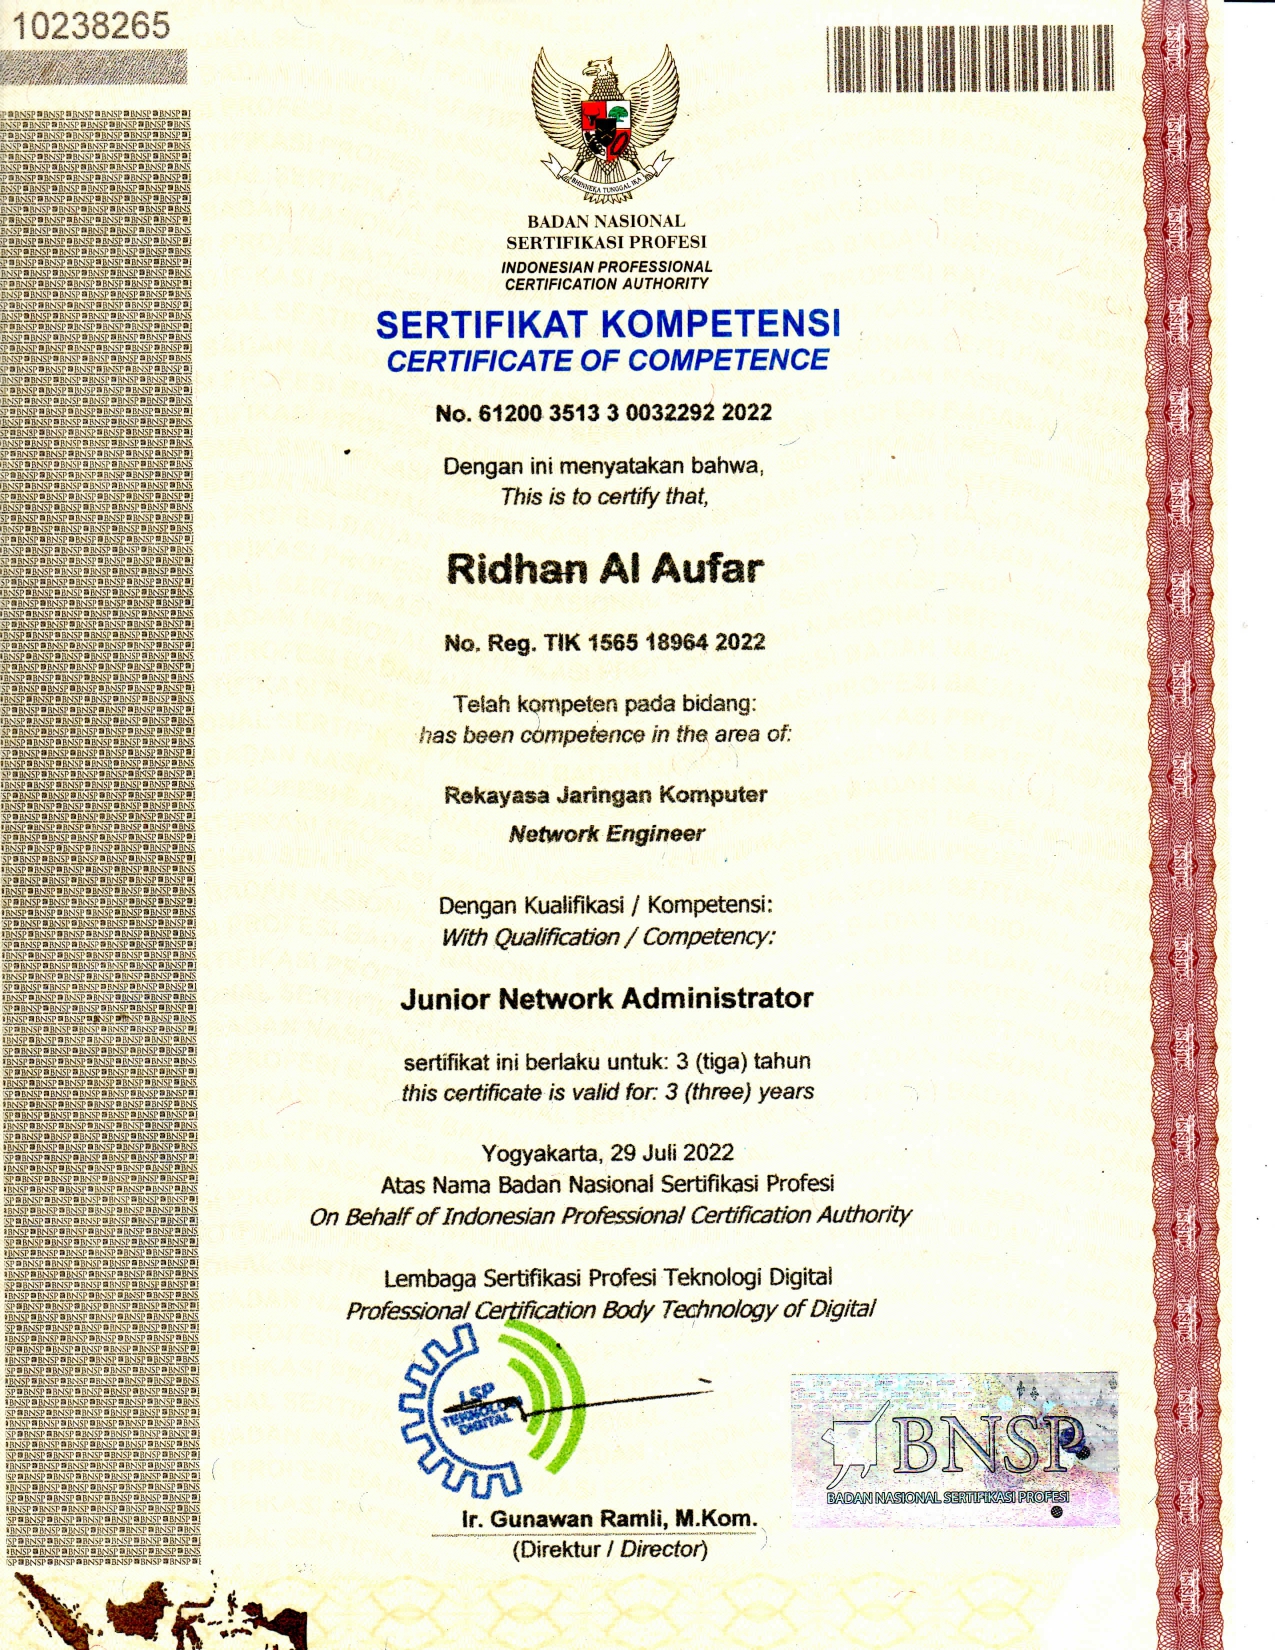 10238265
BHINNEKA TUNGGAL IKA
BADAN NASIONAL
SERTIFIKASI PROFESI
INDONESIAN PROFESSIONAL
CERTIFICATION AUTHORITY
SERTIFIKAT KOMPETENSI
CERTIFICATE OF COMPETENCE
No. 61200 3513 3 0032292 2022
Dengan ini menyatakan bahwa,
This is to certify that,
Ridhan Al Aufar
No. Reg. TIK 1565 18964 2022
Telah kompeten pada bidang:
has been competence in the area of:
Rekayasa Jaringan Komputer
Network Engineer
Dengan Kualifikasi / Kompetensi:
With Qualification / Competency:
Junior Network Administrator
sertifikat ini berlaku untuk: 3 (tiga) tahun
this certificate is valid for: 3 (three) years
Yogyakarta, 29 Juli 2022
Atas Nama Badan Nasional Sertifikasi Profesi
On Behalf of Indonesian Professional Certification Authority
Lembaga Sertifikasi Profesi Teknologi Digital
Professional Certification Body Technology of Digital
LSP
TEKNOLOGI
DIGITAL
BNSP
BADAN NASIONAL SERTIFIKASI PROFESI
Ir. Gunawan Ramli, M.Kom.
(Direktur / Director)